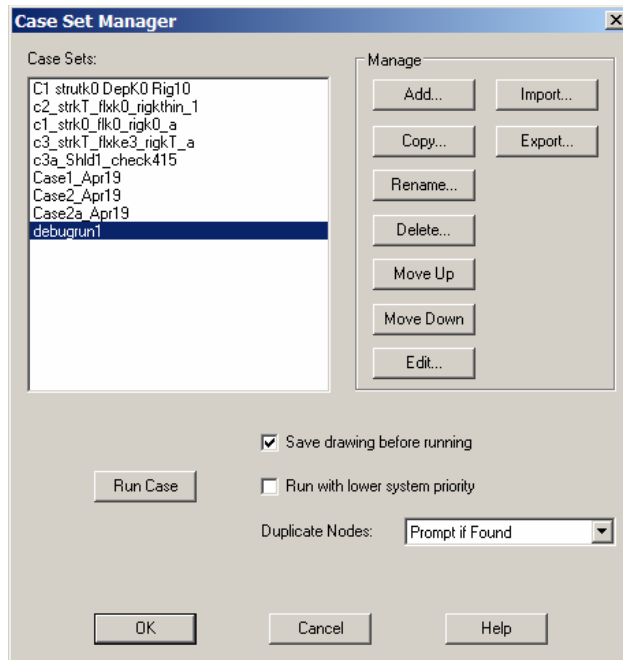 Case Set Manager
Case Sets:
C1 strutk0 DepK0 Rig10
c2_strkT_flxk0_rigkthin_1
c1_strk0_flk0_rigk0_a
c3_strkT_flxke3_rigkT_a
c3a_Shld1_check415
Case1_Apr19
Case2_Apr19
Case2a_Apr19
debugrun1
Manage
Add... Import...
Copy... Export...
Rename...
Delete...
Move Up
Move Down
Edit...
Save drawing before running
Run Case
Run with lower system priority
Duplicate Nodes: Prompt if Found
OK Cancel Help